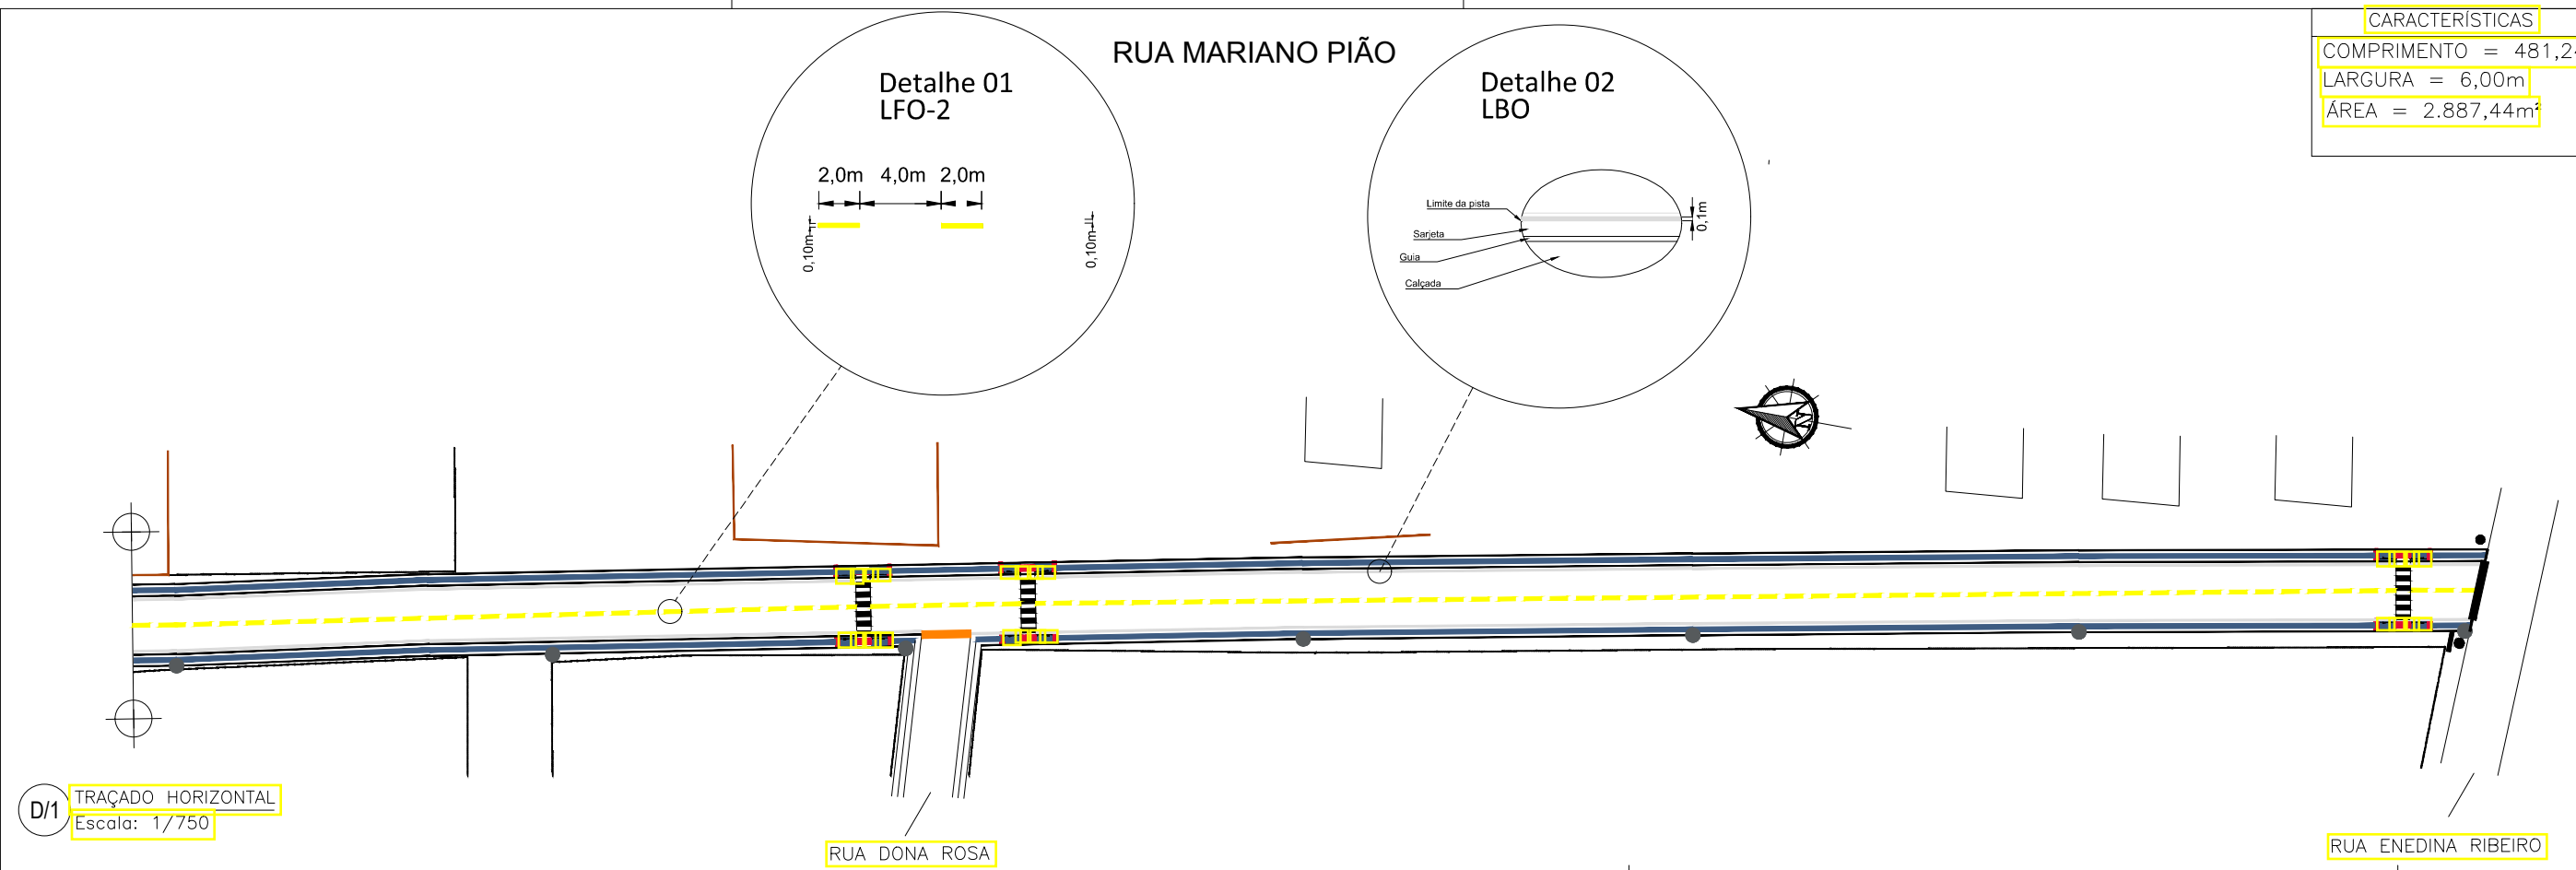 RUA MARIANO PIÃO
CARACTERÍSTICAS
COMPRIMENTO = 481,24
LARGURA = 6,00m
ÁREA = 2.887,44m²
Detalhe 01
LFO-2
2,0m 4,0m 2,0m
0,10m
0,10m
Detalhe 02
LBO
Limite da pista
Sarjeta
Guia
Calçada
0,1m
D/1
TRAÇADO HORIZONTAL
Escala: 1/750
RUA DONA ROSA
RUA ENEDINA RIBEIRO